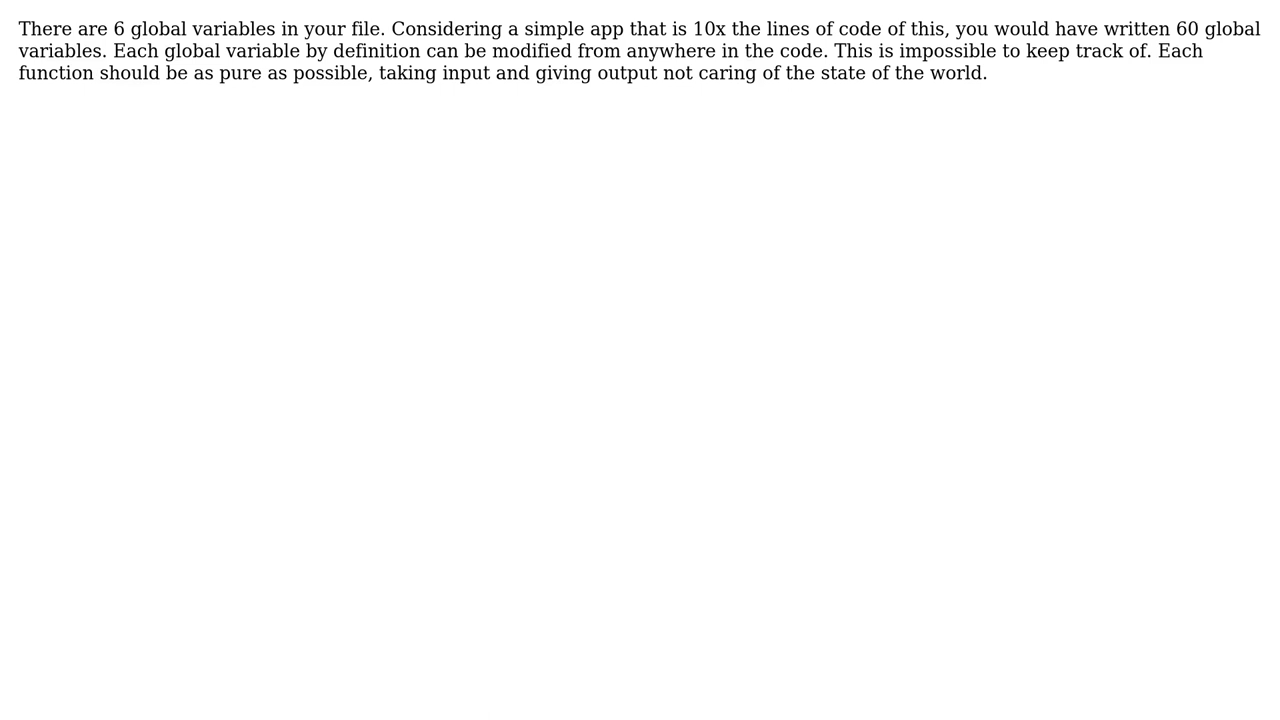 There are 6 global variables in your file. Considering a simple app that is 10x the lines of code of this, you would have written 60 global
variables. Each global variable by definition can be modified from anywhere in the code. This is impossible to keep track of. Each
function should be as pure as possible, taking input and giving output not caring of the state of the world.